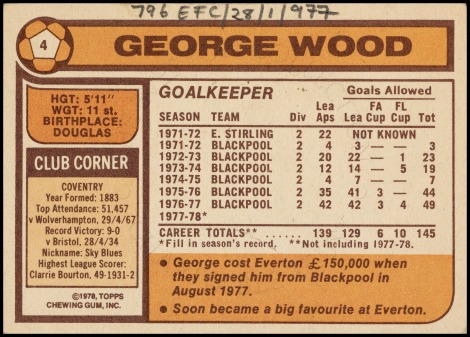 796 EFC/28/1/977
4
GEORGE WOOD
HGT: 5'11"
WGT: 11 st.
BIRTHPLACE:
DOUGLAS
CLUB CORNER
COVENTRY
Year Formed: 1883
Top Attendance: 51,457
v Wolverhampton, 29/4/67
Record Victory: 9-0
v Bristol, 28/4/34
Nickname: Sky Blues
Highest League Scorer:
Clarrie Bourton, 49-1931-2
©1978, TOPPS
CHEWING GUM, INC.
GOALKEEPER Goals Allowed
SEASON TEAM Div Lea Aps Lea FA Cup FL Cup Tot
1971-72 E. STIRLING 2 22 NOT KNOWN
1971-72 BLACKPOOL 2 4 3 — — 3
1972-73 BLACKPOOL 2 20 22 — 1 23
1973-74 BLACKPOOL 2 12 14 — 5 19
1974-75 BLACKPOOL 2 4 7 — — 7
1975-76 BLACKPOOL 2 35 41 3 — 44
1976-77 BLACKPOOL 2 42 42 3 4 49
1977-78*
CAREER TOTALS** .. 139 129 6 10 145
*Fill in season's record. **Not including 1977-78.
• George cost Everton £150,000 when
they signed him from Blackpool in
August 1977.
• Soon became a big favourite at Everton.